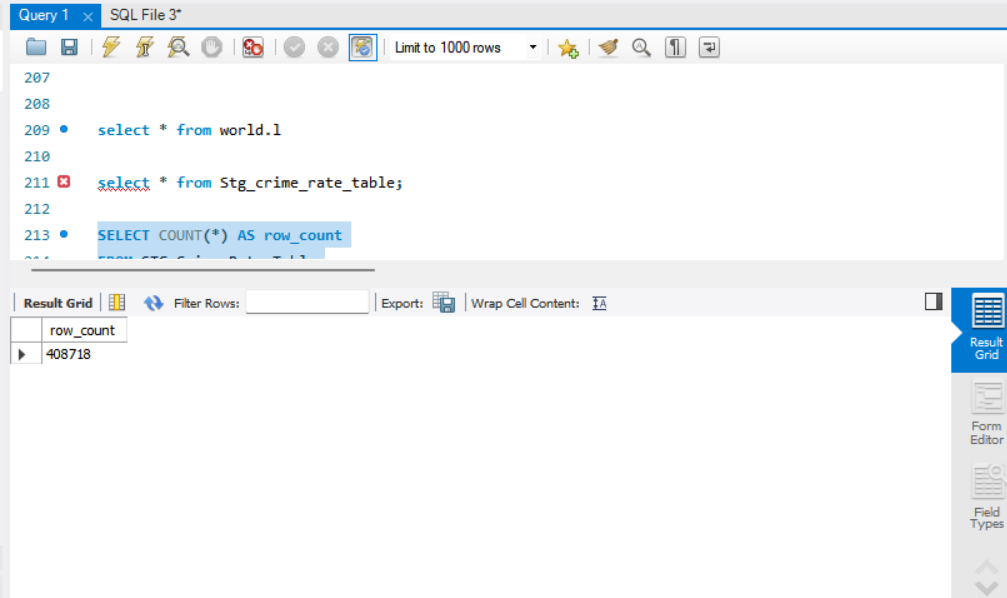 Query 1
SQL File 3*
Limit to 1000 rows
207
208
209 select * from world.l
210
211 select * from Stg_crime_rate_table;
212
213 SELECT COUNT(*) AS row_count
Result Grid
Filter Rows:
Export:
Wrap Cell Content:
row_count
408718
Result
Grid
Form
Editor
Field
Types